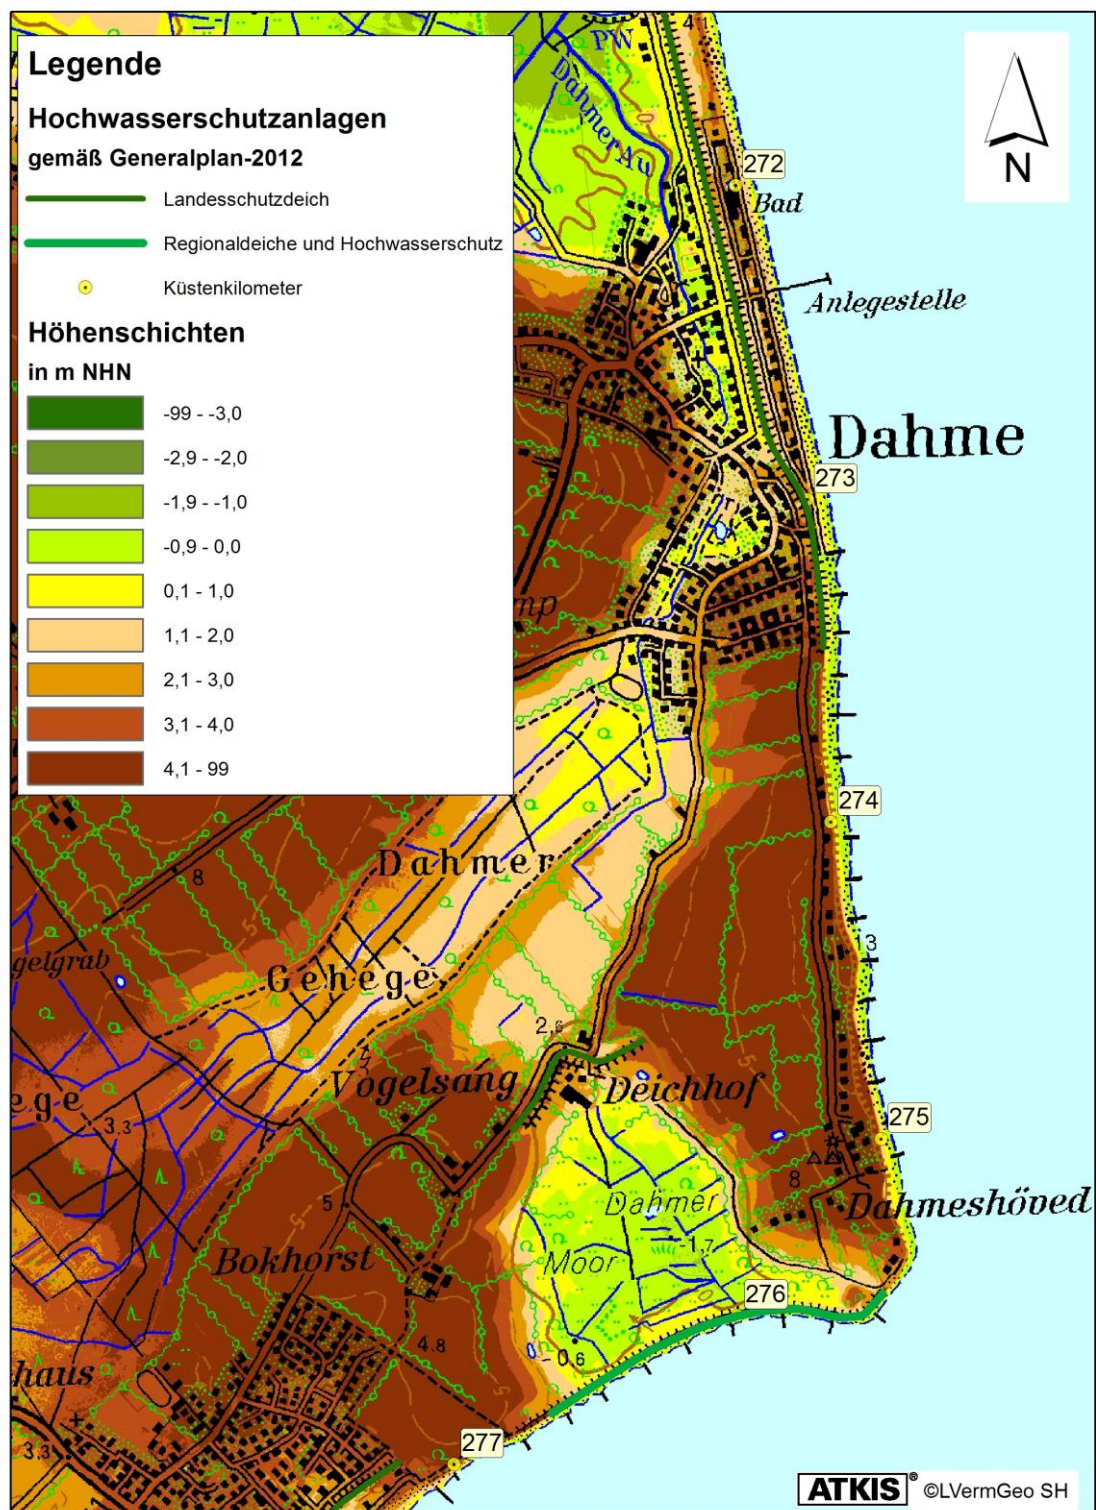 Legende
Hochwasserschutzanlagen
gemäß Generalplan-2012
Landesschutzdeich
Regionaldeiche und Hochwasserschutz
Küstenkilometer
Höhenschichten
in m NHN
-99 - -3,0
-2,9 - -2,0
-1,9 - -1,0
-0,9 - 0,0
0,1 - 1,0
1,1 - 2,0
2,1 - 3,0
3,1 - 4,0
4,1 - 99
PW
Dahmer Au
N
272
Bad
Anlegestelle
Dahme
273
mp
274
Dahmer
8
13
gelgrab
Gehege
2,6
Vogelsang
Deichhof
ege
3.3
275
8
Dahmer
Dahmeshöved
5
-1,7
Bokhorst
Moor
276
4.8
-0,6
haus
3,3
277
ATKIS® ©LVermGeo SH